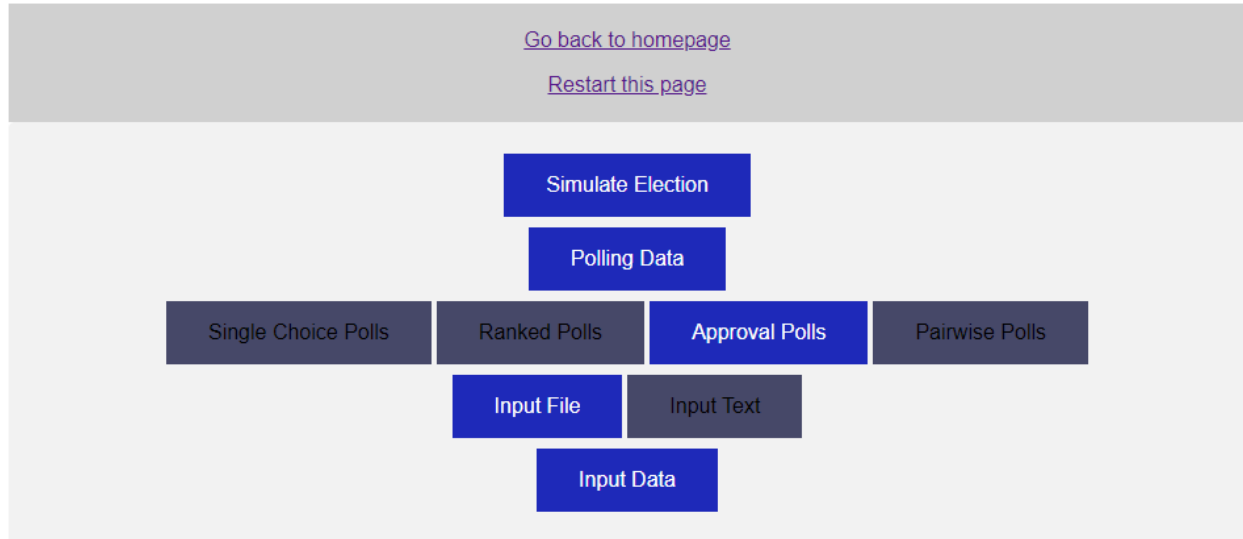 Go back to homepage
Restart this page
Simulate Election
Polling Data
Single Choice Polls Ranked Polls Approval Polls Pairwise Polls
Input File Input Text
Input Data